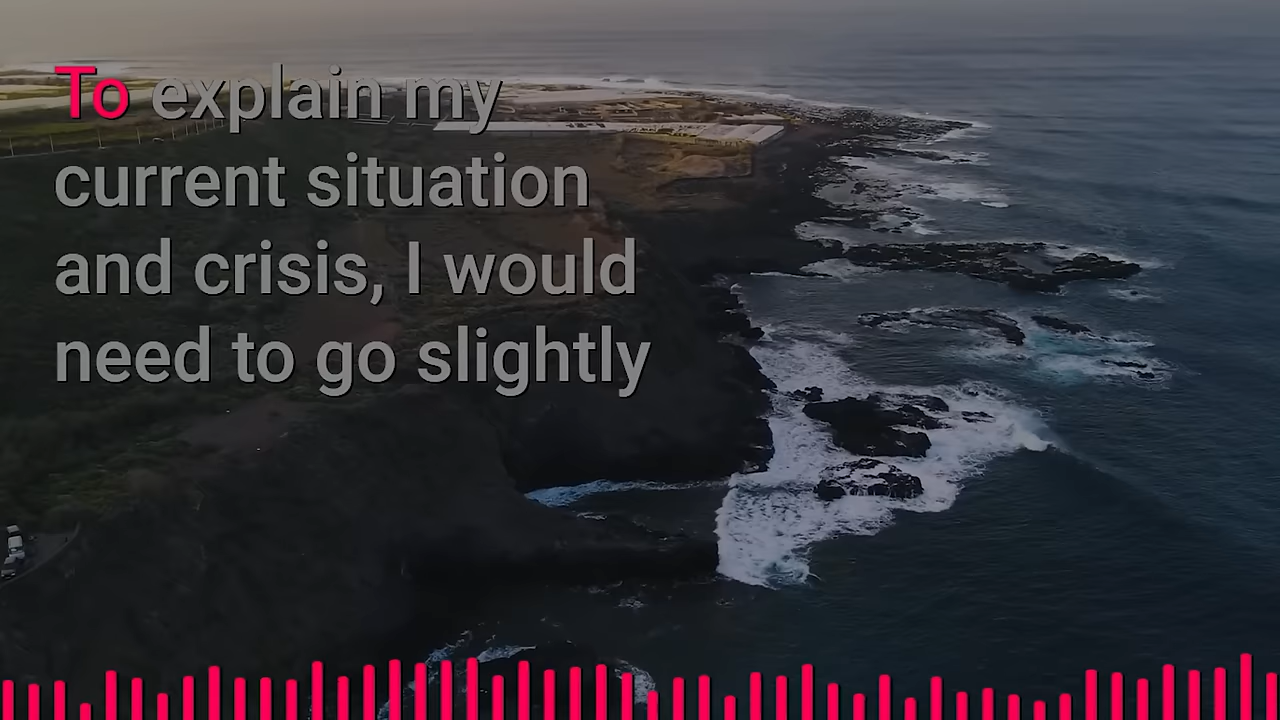 To explain my
current situation
and crisis, I would
need to go slightly